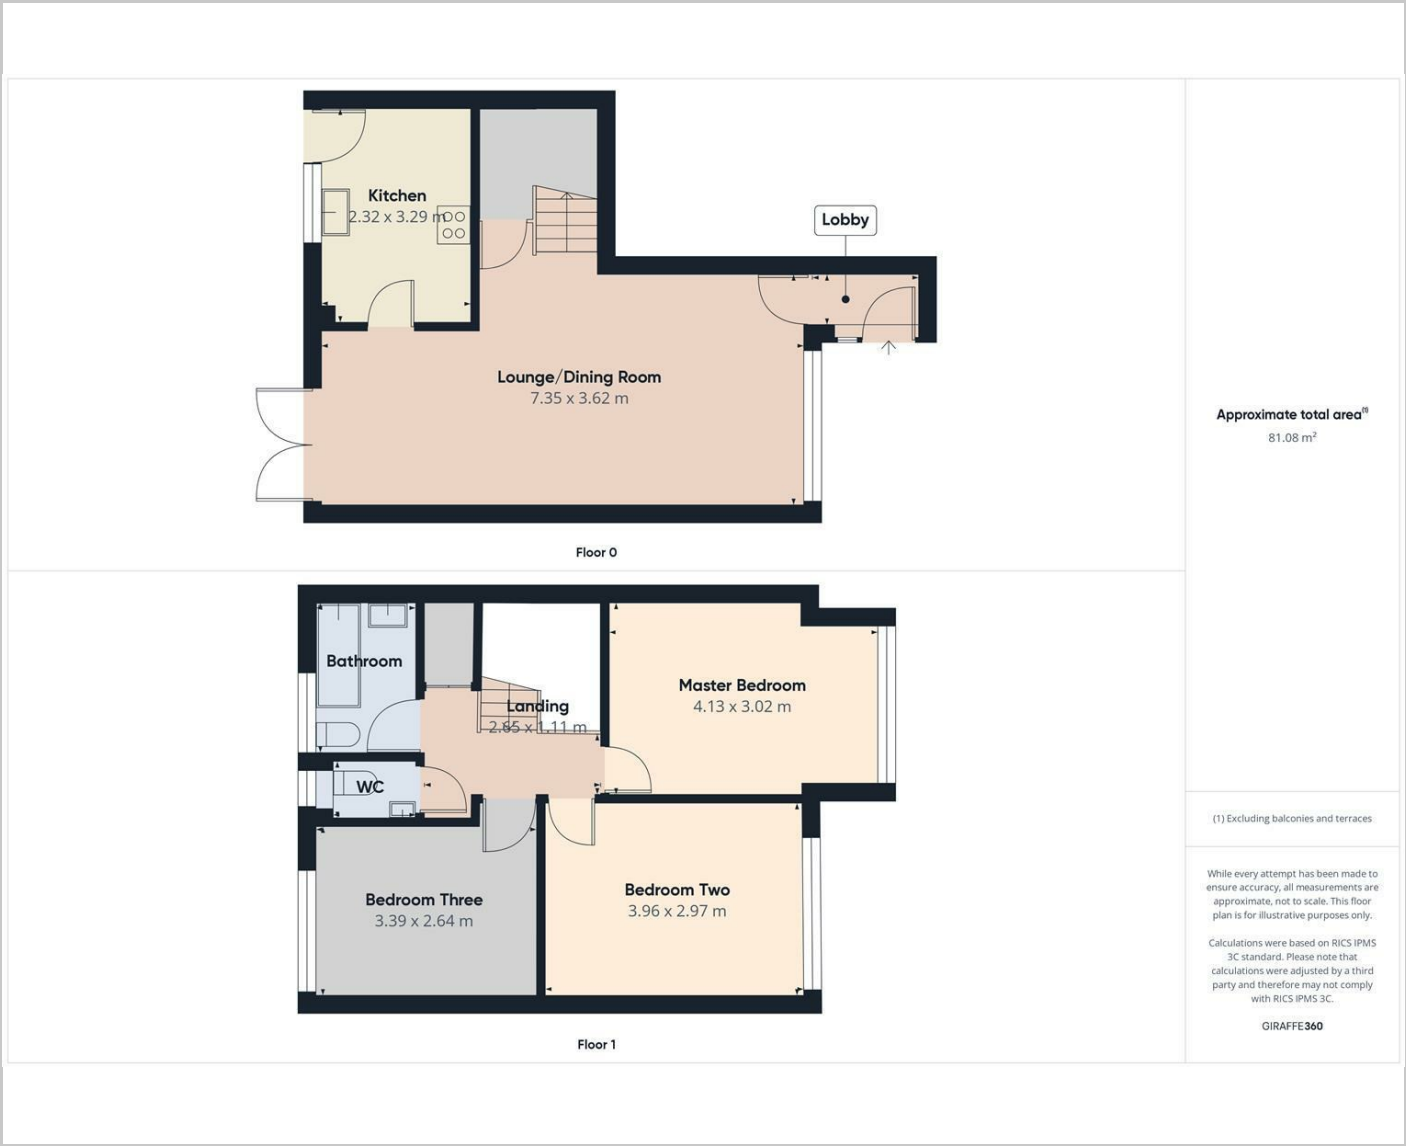 Kitchen
2.32 x 3.29 m
Lobby
Lounge/Dining Room
7.35 x 3.62 m
Floor 0
Bathroom
Landing
2.65 x 1.11 m
Master Bedroom
4.13 x 3.02 m
WC
Bedroom Three
3.39 x 2.64 m
Bedroom Two
3.96 x 2.97 m
Floor 1
Approximate total area(1)
81.08 m²
(1) Excluding balconies and terraces
While every attempt has been made to
ensure accuracy, all measurements are
approximate, not to scale. This floor
plan is for illustrative purposes only.
Calculations were based on RICS IPMS
3C standard. Please note that
calculations were adjusted by a third
party and therefore may not comply
with RICS IPMS 3C.
GIRAFFE360